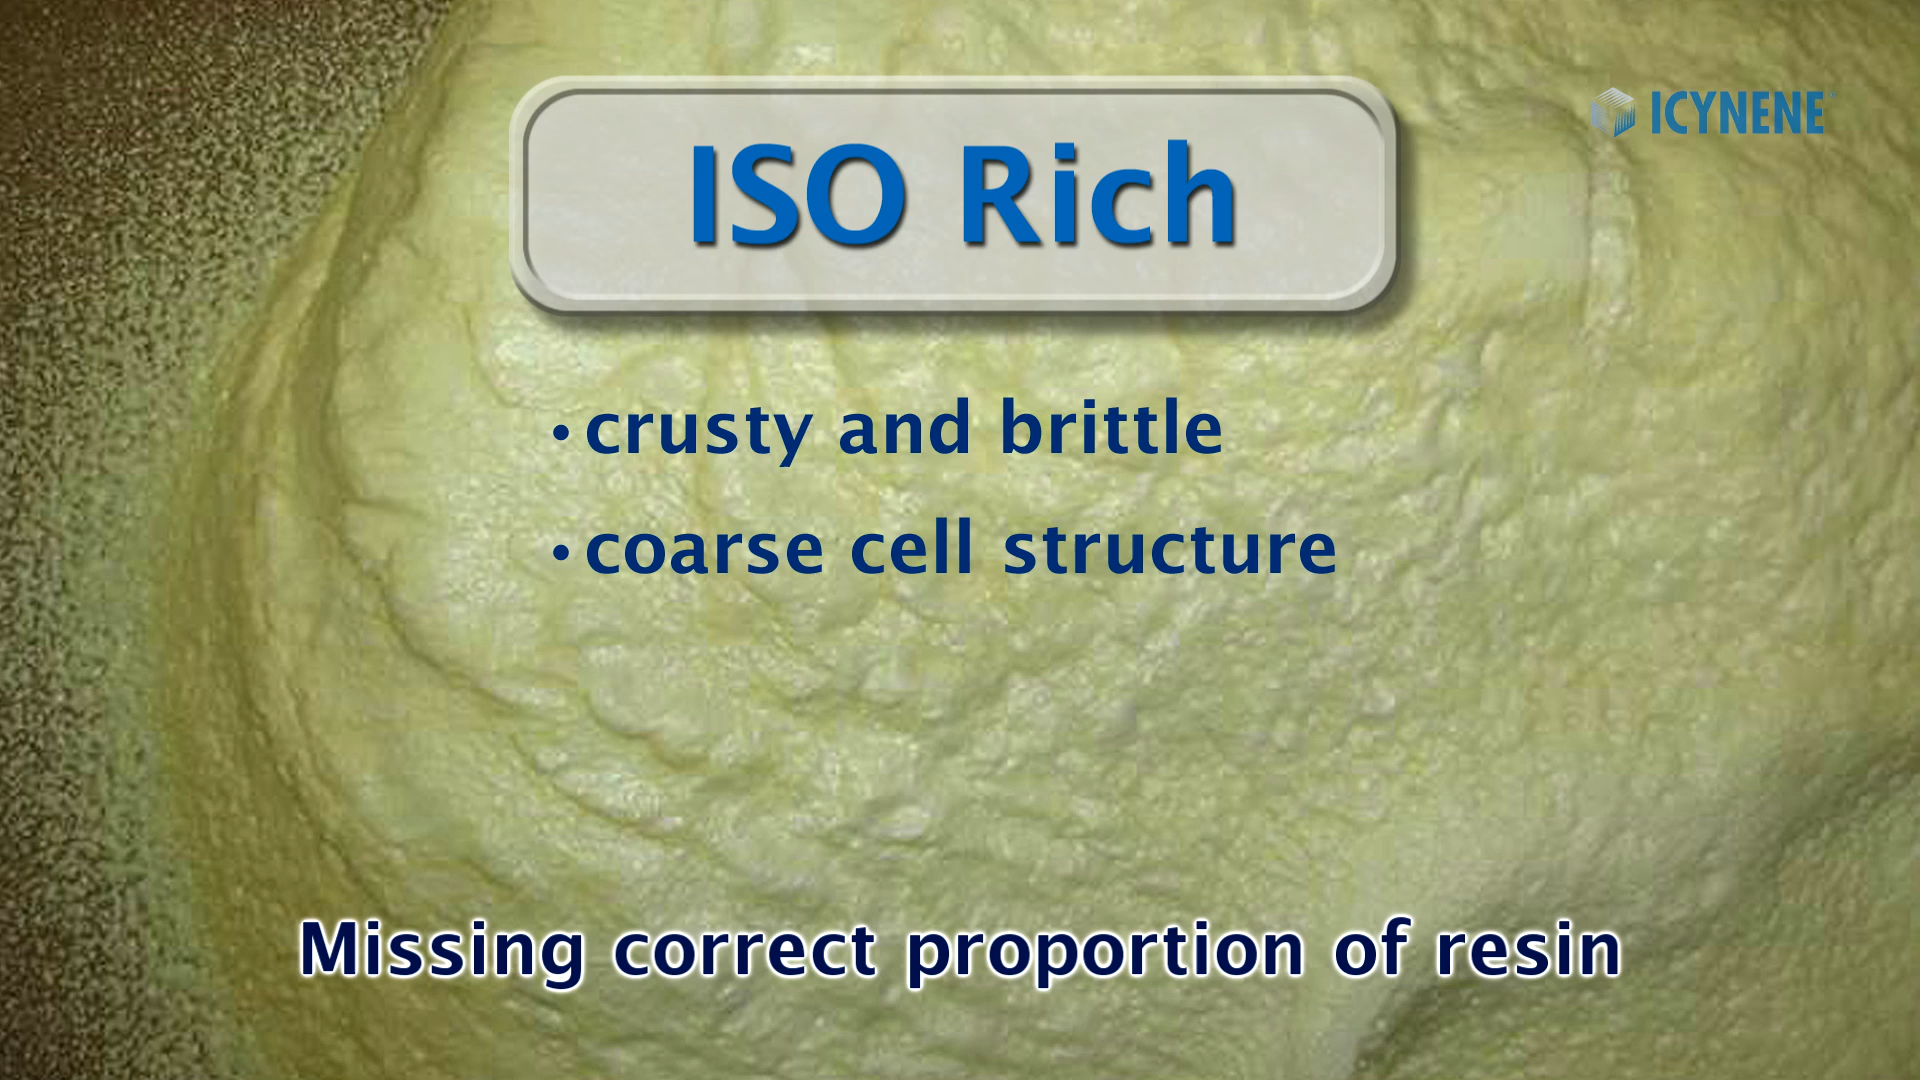 ICYNENE
ISO Rich
• crusty and brittle
• coarse cell structure
Missing correct proportion of resin